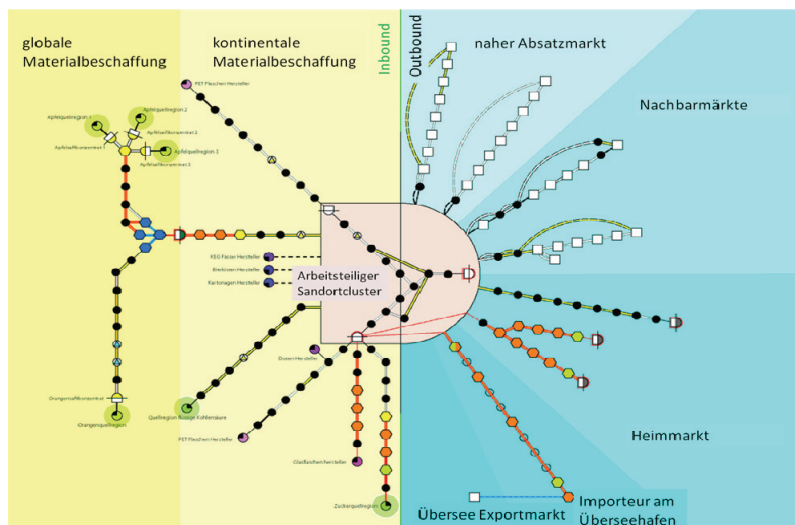 globale
Materialbeschaffung
kontinentale
Materialbeschaffung
Inbound
Outbound
naher Absatzmarkt
Nachbarmärkte
PET Flaschen Hersteller
Apfelquellregion 1
Apfelquellregion 2
Apfelsaftkonzentrat 1
Apfelsaftkonzentrat 2
Apfelquellregion 3
Apfelsaftkonzentrat 3
KEG Fässer Hersteller
Bierkisten Hersteller
Kartonagen Hersteller
Arbeitsteiliger
Sandortcluster
Dosen Hersteller
Orangensaftkonzentrat
Orangenquellregion
Quellregion flüssige Kohlensäure
PET Flaschen Hersteller
Glasflaschenhersteller
Zuckerquellregion
Heimmarkt
Importeur am
Überseehafen
Übersee Exportmarkt